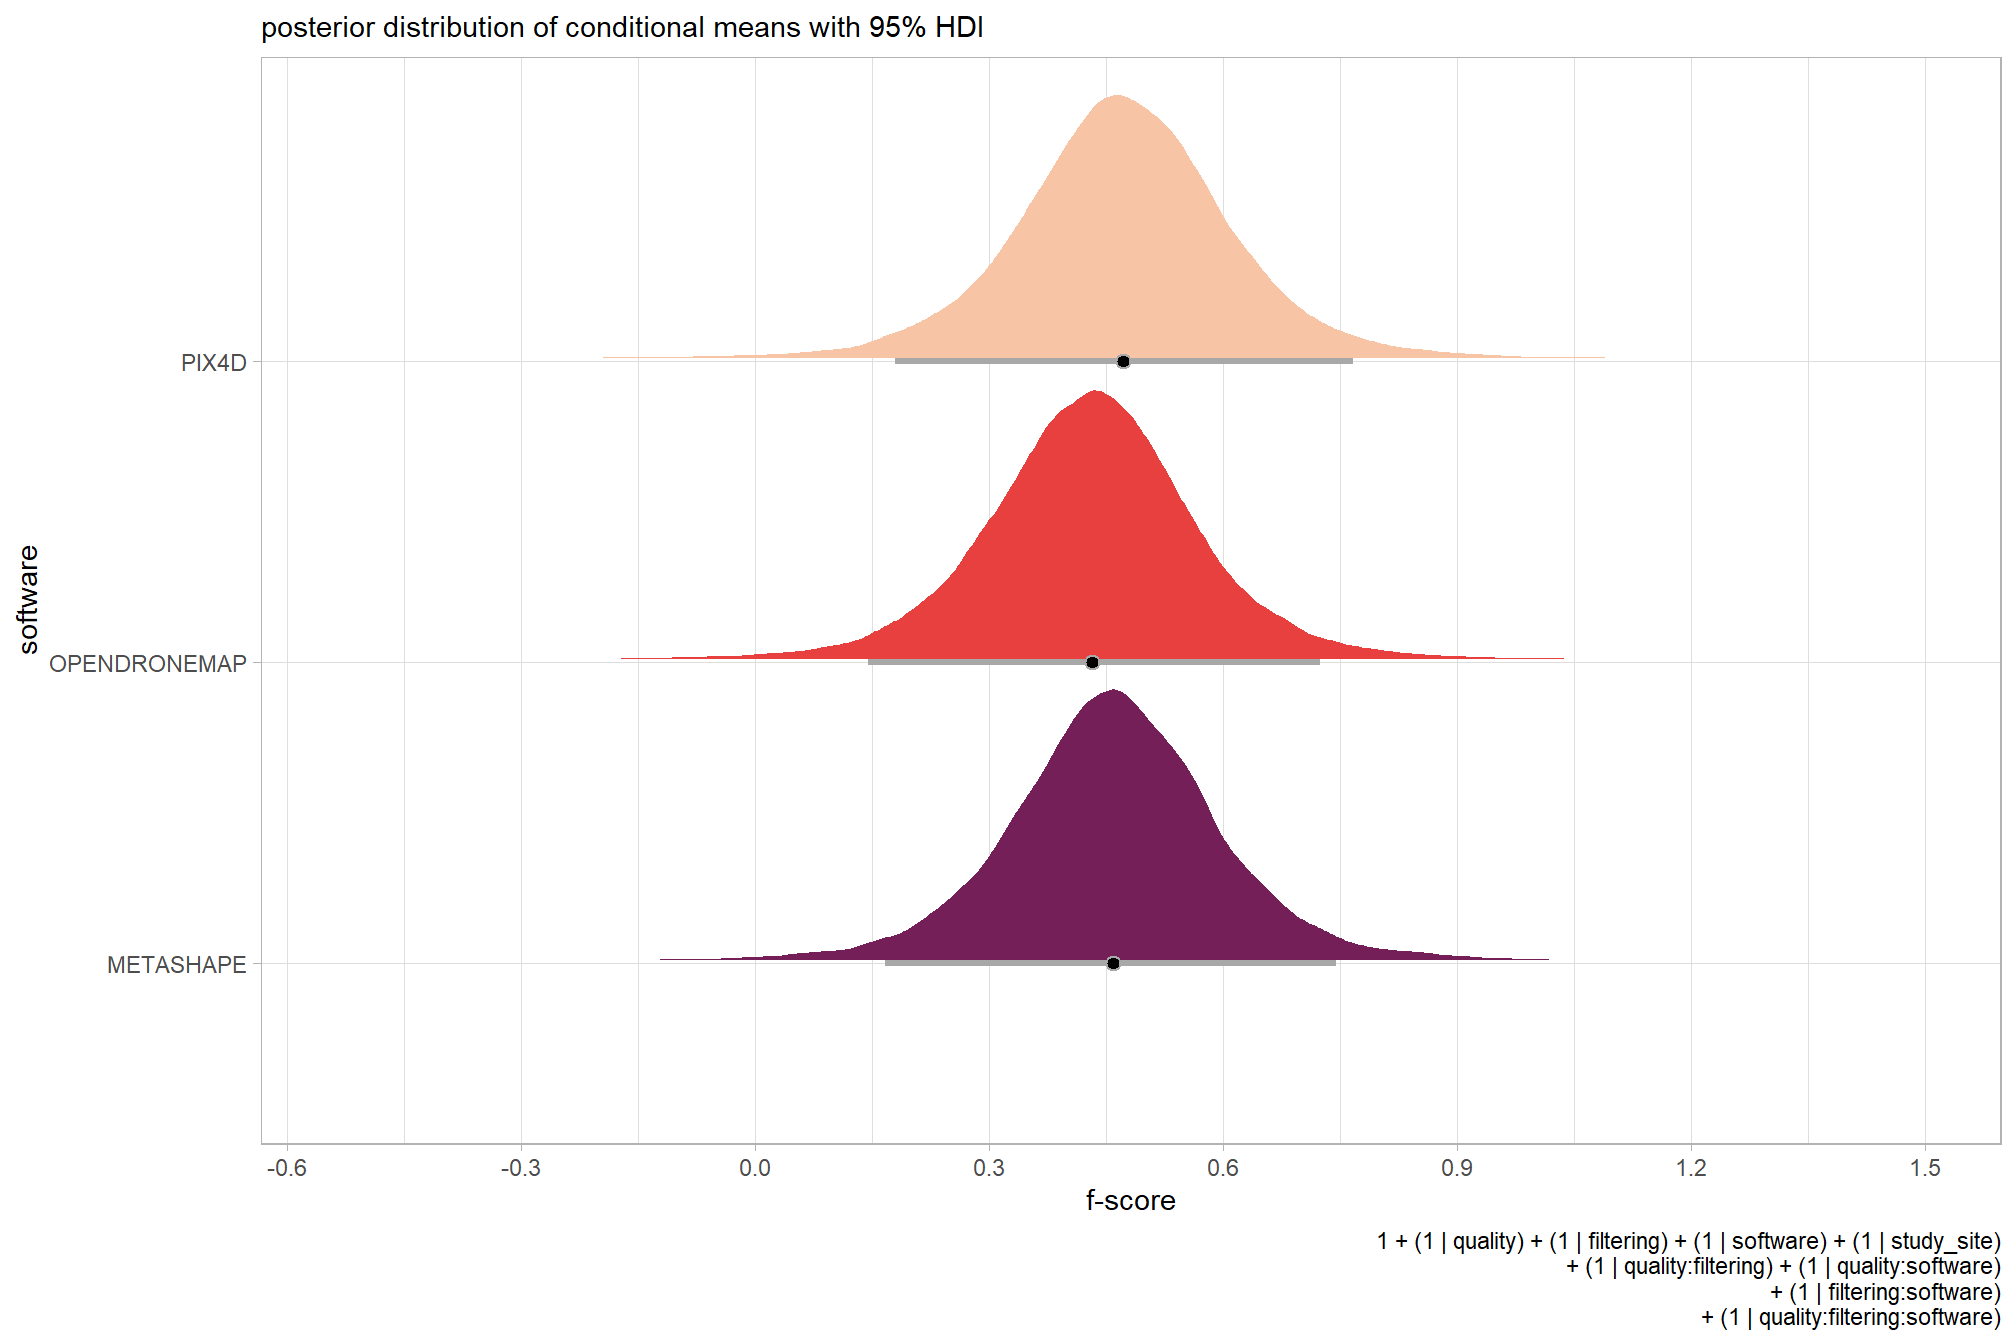 posterior distribution of conditional means with 95% HDI
software
PIX4D
OPENDRONEMAP
METASHAPE
-0.6 -0.3 0.0 0.3 0.6 0.9 1.2 1.5
f-score
1 + (1 | quality) + (1 | filtering) + (1 | software) + (1 | study_site)
+ (1 | quality:filtering) + (1 | quality:software)
+ (1 | filtering:software)
+ (1 | quality:filtering:software)